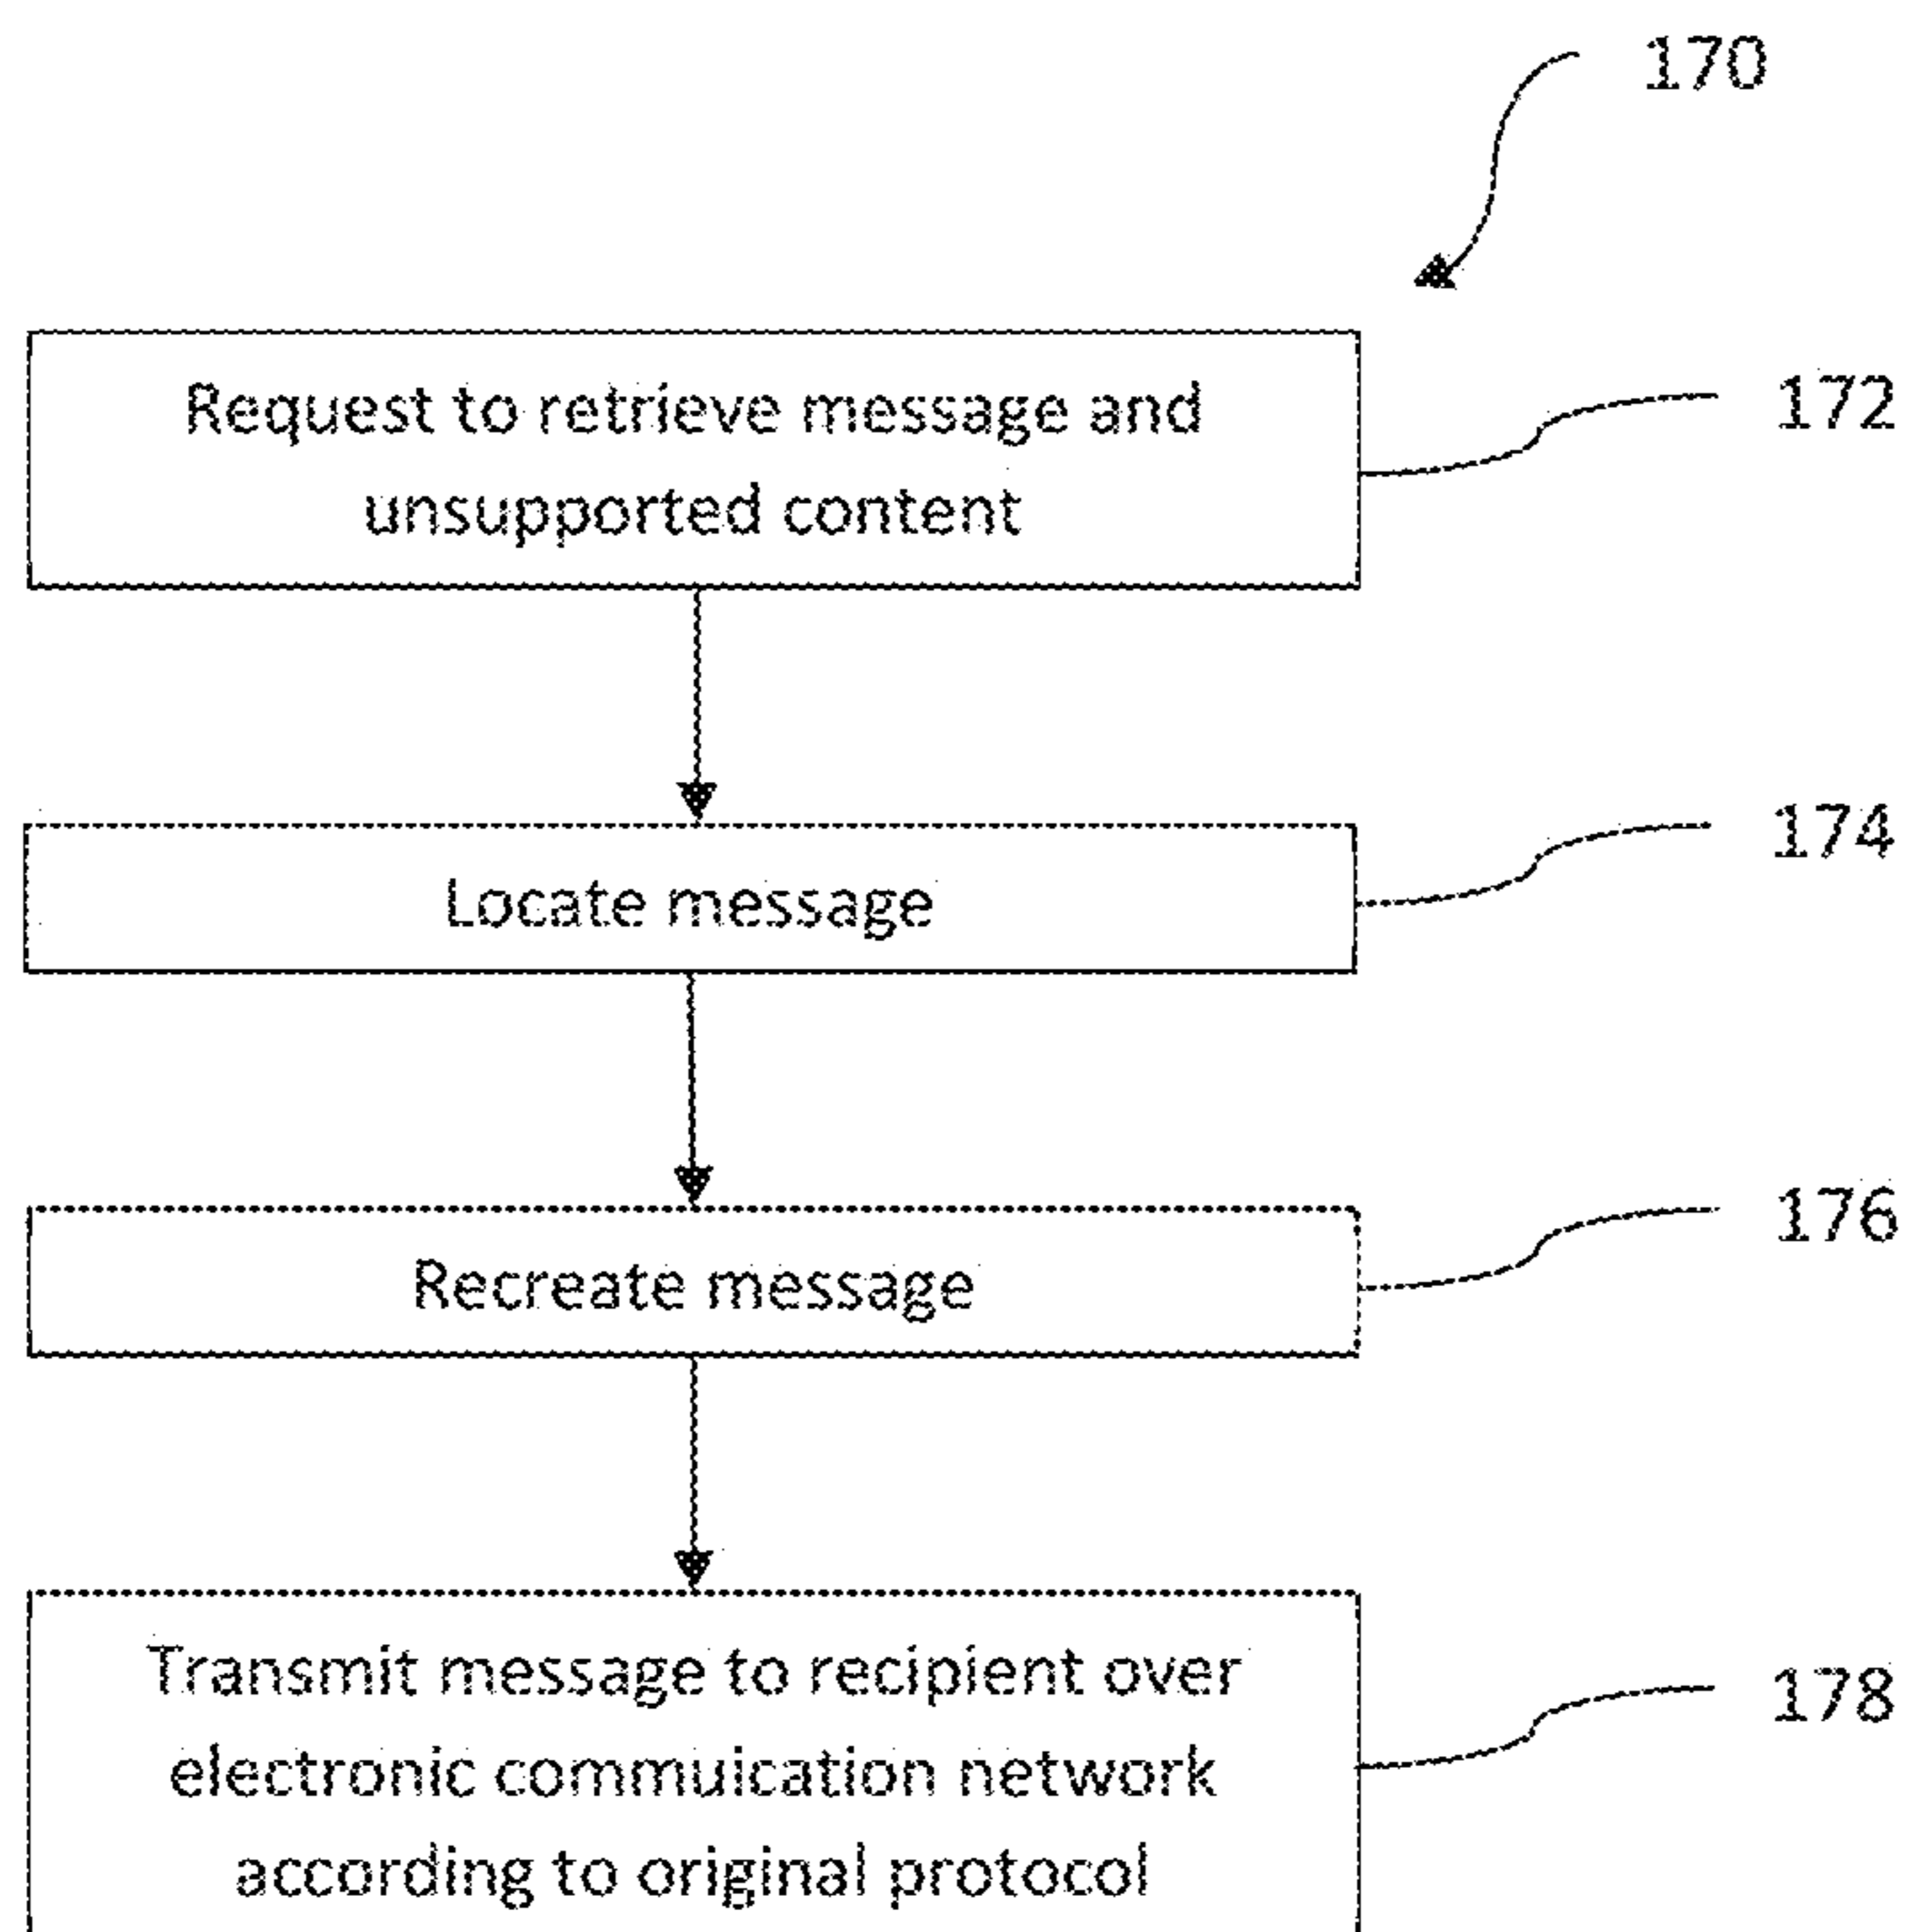 170
Request to retrieve message and
unsupported content
172
Locate message
174
Recreate message
176
Transmit message to recipient over
electronic commuication network
according to original protocol
178